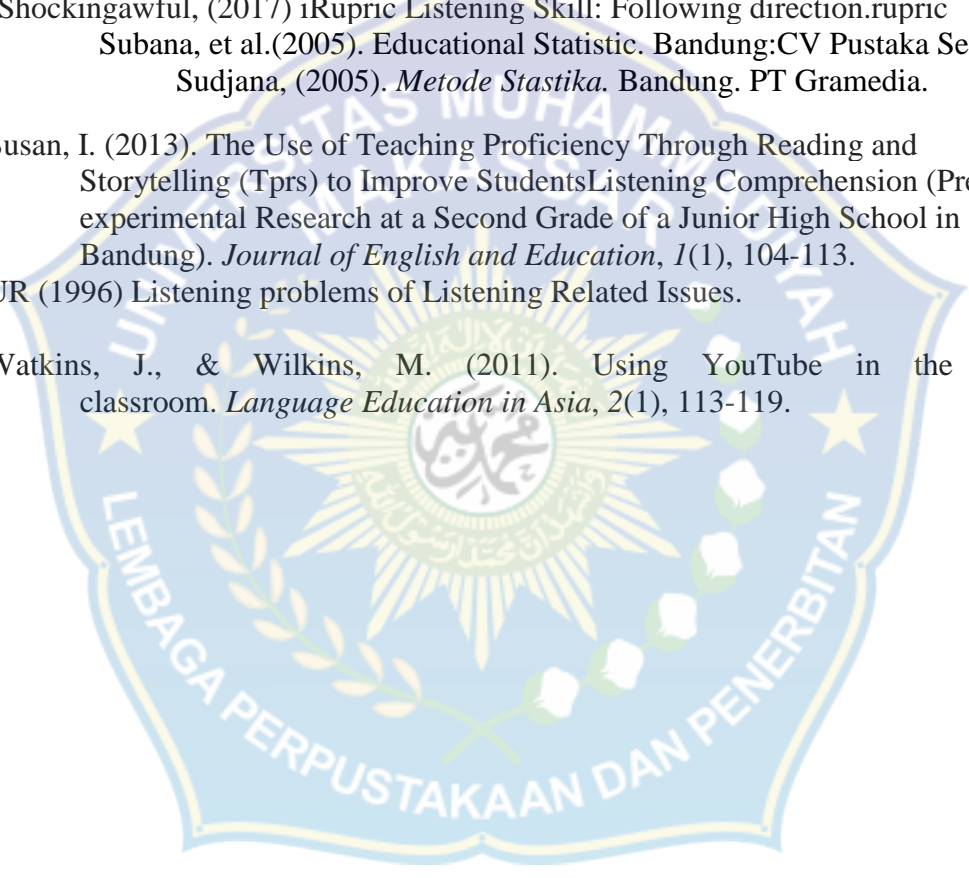 Shockingawful, (2017) iRupric Listening Skill: Following direction.rupric
Subana, et al.(2005). Educational Statistic. Bandung:CV Pustaka Se
Sudjana, (2005). Metode Stastika. Bandung. PT Gramedia.
Susan, I. (2013). The Use of Teaching Proficiency Through Reading and
Storytelling (Tprs) to Improve StudentsListening Comprehension (Pre
experimental Research at a Second Grade of a Junior High School in
Bandung). Journal of English and Education, 1(1), 104-113.
UR (1996) Listening problems of Listening Related Issues.
Watkins, J., & Wilkins, M. (2011). Using YouTube in the
classroom. Language Education in Asia, 2(1), 113-119.
UNIVERSITAS MUHAMMADIYAH
MAKASSAR
محمدية
LEMBAGA PERPUSTAKAAN DAN PENERBITAN